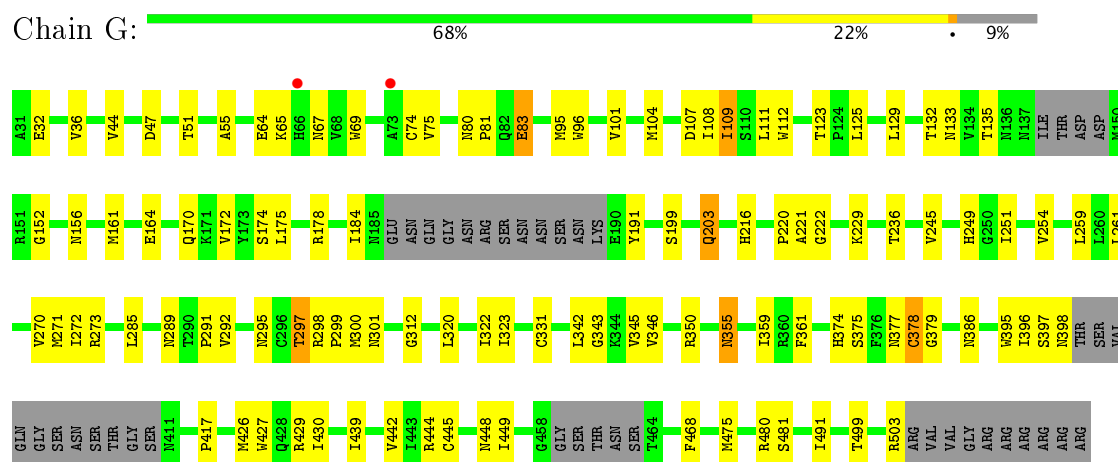 Chain G:
68% 22% • 9%
A31 E32 V36 V44 D47 T51 A55 E64 K65 H66 N67 V68 W69 A73 C74 V75 N80 P81 Q82 E83 M95 W96 V101 M104 D107 I108 I109 S110 L111 W112 T123 P124 L125 L129 T132 N133 V134 T135 N136 N137 ILE THR ASP ASP M150
R151 G152 N156 M161 E164 Q170 K171 V172 Y173 S174 L175 R178 I184 N185 GLU ASN GLN GLY ASN ARG SER ASN ASN SER ASN LYS E190 Y191 S199 Q203 H216 P220 A221 G222 K229 T236 V245 H249 G250 I251 V254 L259 L260 L261
V270 M271 I272 R273 L285 N289 T290 P291 V292 N295 C296 T297 R298 P299 M300 N301 G312 L320 I322 I323 C331 L342 G343 K344 V345 V346 R350 N355 I359 R360 F361 H374 S375 F376 N377 C378 G379 N386 W395 I396 S397 N398 THR SER VAL
GLN GLY SER ASN SER THR GLY SER N411 P417 M426 W427 Q428 R429 I430 I439 V442 I443 R444 C445 N448 I449 G458 GLY SER THR ASN SER T464 F468 M475 R480 S481 I491 T499 R503 ARG VAL VAL GLY ARG ARG ARG ARG ARG ARG